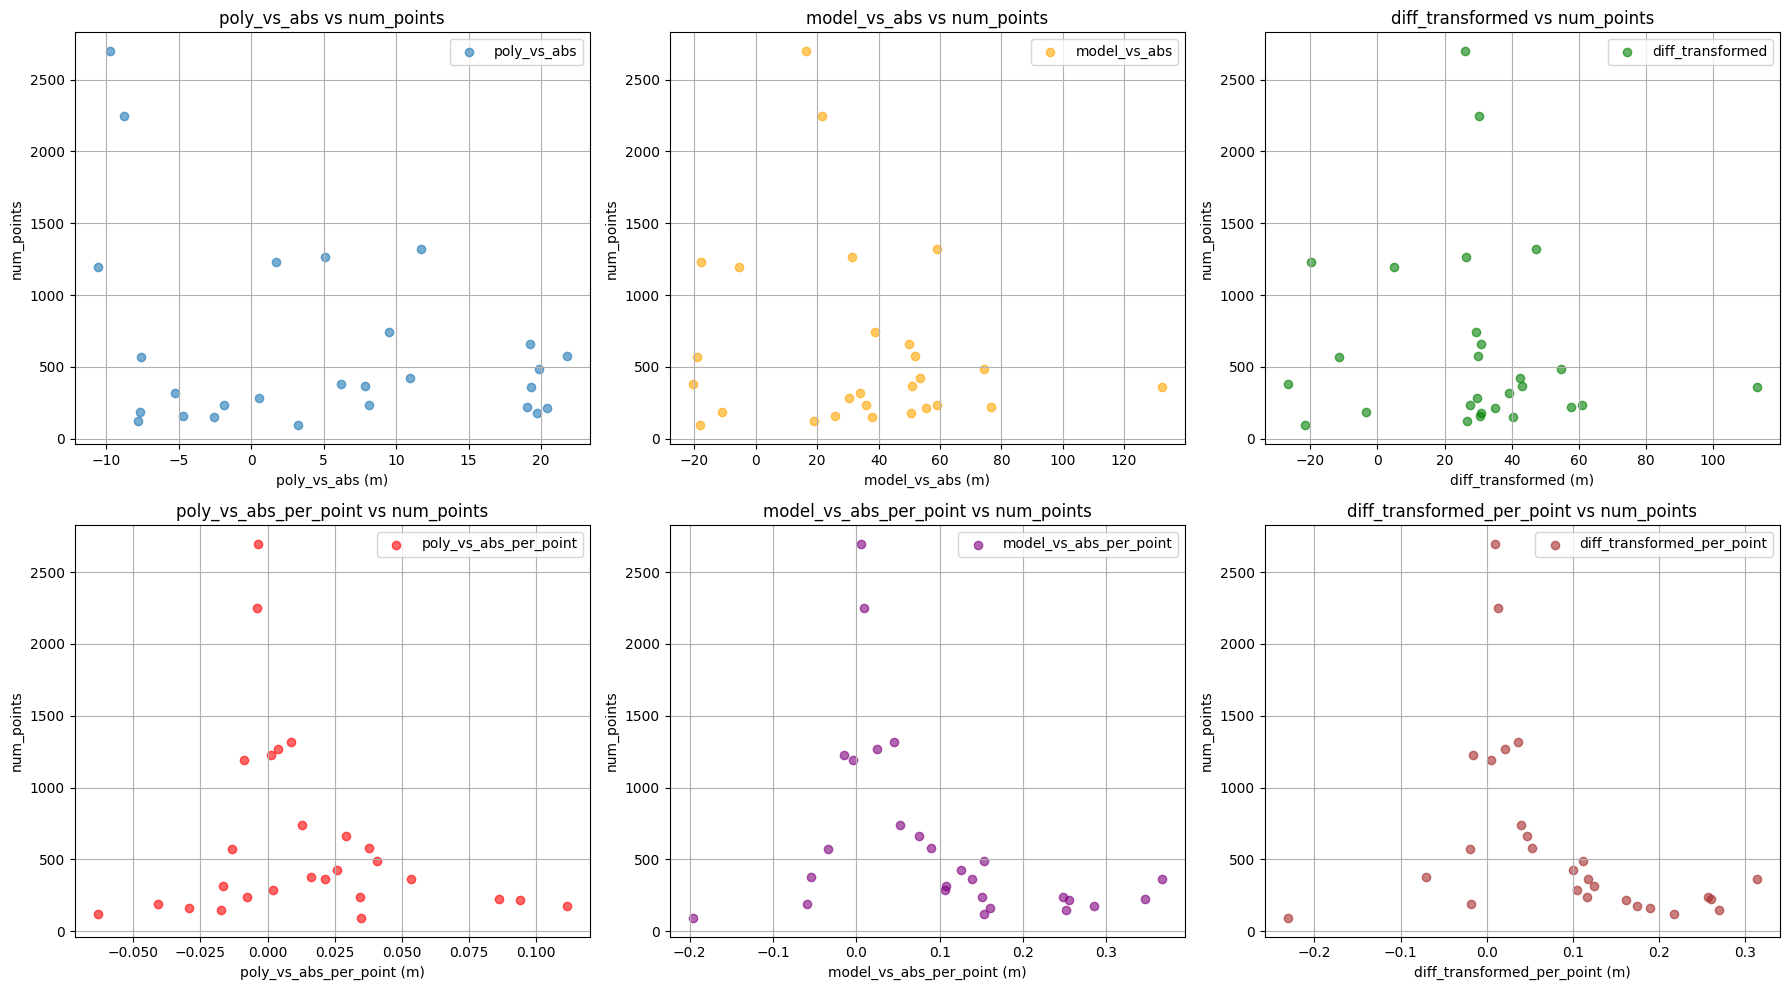 poly_vs_abs vs num_points
poly_vs_abs
num_points
2500
2000
1500
1000
500
0
−10 −5 0 5 10 15 20
poly_vs_abs (m)
model_vs_abs vs num_points
model_vs_abs
num_points
2500
2000
1500
1000
500
0
−20 0 20 40 60 80 100 120
model_vs_abs (m)
diff_transformed vs num_points
diff_transformed
num_points
2500
2000
1500
1000
500
0
−20 0 20 40 60 80 100
diff_transformed (m)
poly_vs_abs_per_point vs num_points
poly_vs_abs_per_point
num_points
2500
2000
1500
1000
500
0
−0.050 −0.025 0.000 0.025 0.050 0.075 0.100
poly_vs_abs_per_point (m)
model_vs_abs_per_point vs num_points
model_vs_abs_per_point
num_points
2500
2000
1500
1000
500
0
−0.2 −0.1 0.0 0.1 0.2 0.3
model_vs_abs_per_point (m)
diff_transformed_per_point vs num_points
diff_transformed_per_point
num_points
2500
2000
1500
1000
500
0
−0.2 −0.1 0.0 0.1 0.2 0.3
diff_transformed_per_point (m)